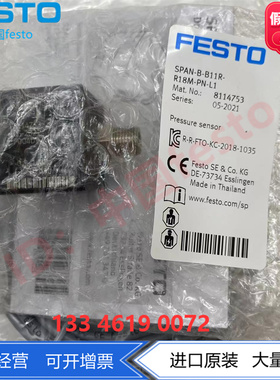 festo
假
FESTO
SPAN-B-B11R-
R18M-PN-L1
Mat. No.: 8114753
Series: 05-2021
Pressure sensor
R-R-FTO-KC-2018-1035
Festo SE & Co. KG
DE-73734 Esslingen
Made in Thailand
www.festo.com/sp
133 4619 0072
经营 可开增票 进口原装 大量